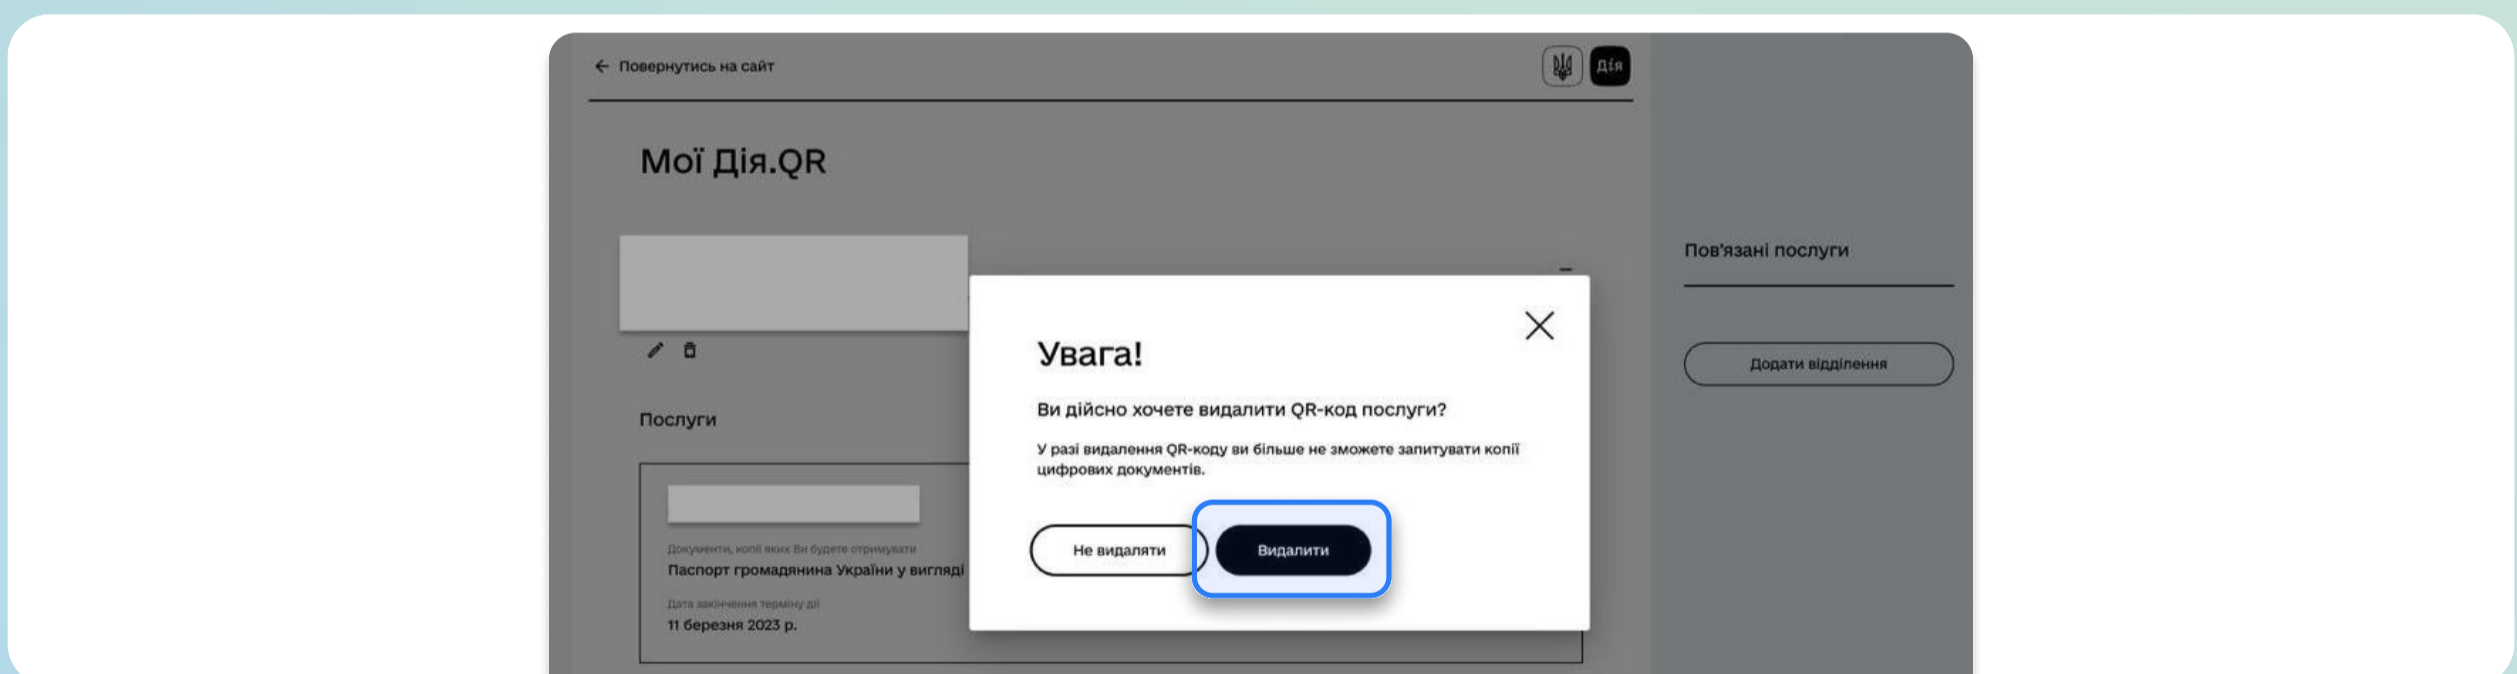 Повернутись на сайт
Дія
Мої Дія.QR
Пов'язані послуги
Додати відділення
Послуги
Документи, копії яких Ви будете отримувати
Паспорт громадянина України у вигляді
Дата закінчення терміну дії
11 березня 2023 р.
Увага!
Ви дійсно хочете видалити QR-код послуги?
У разі видалення QR-коду ви більше не зможете запитувати копії
цифрових документів.
Не видаляти
Видалити